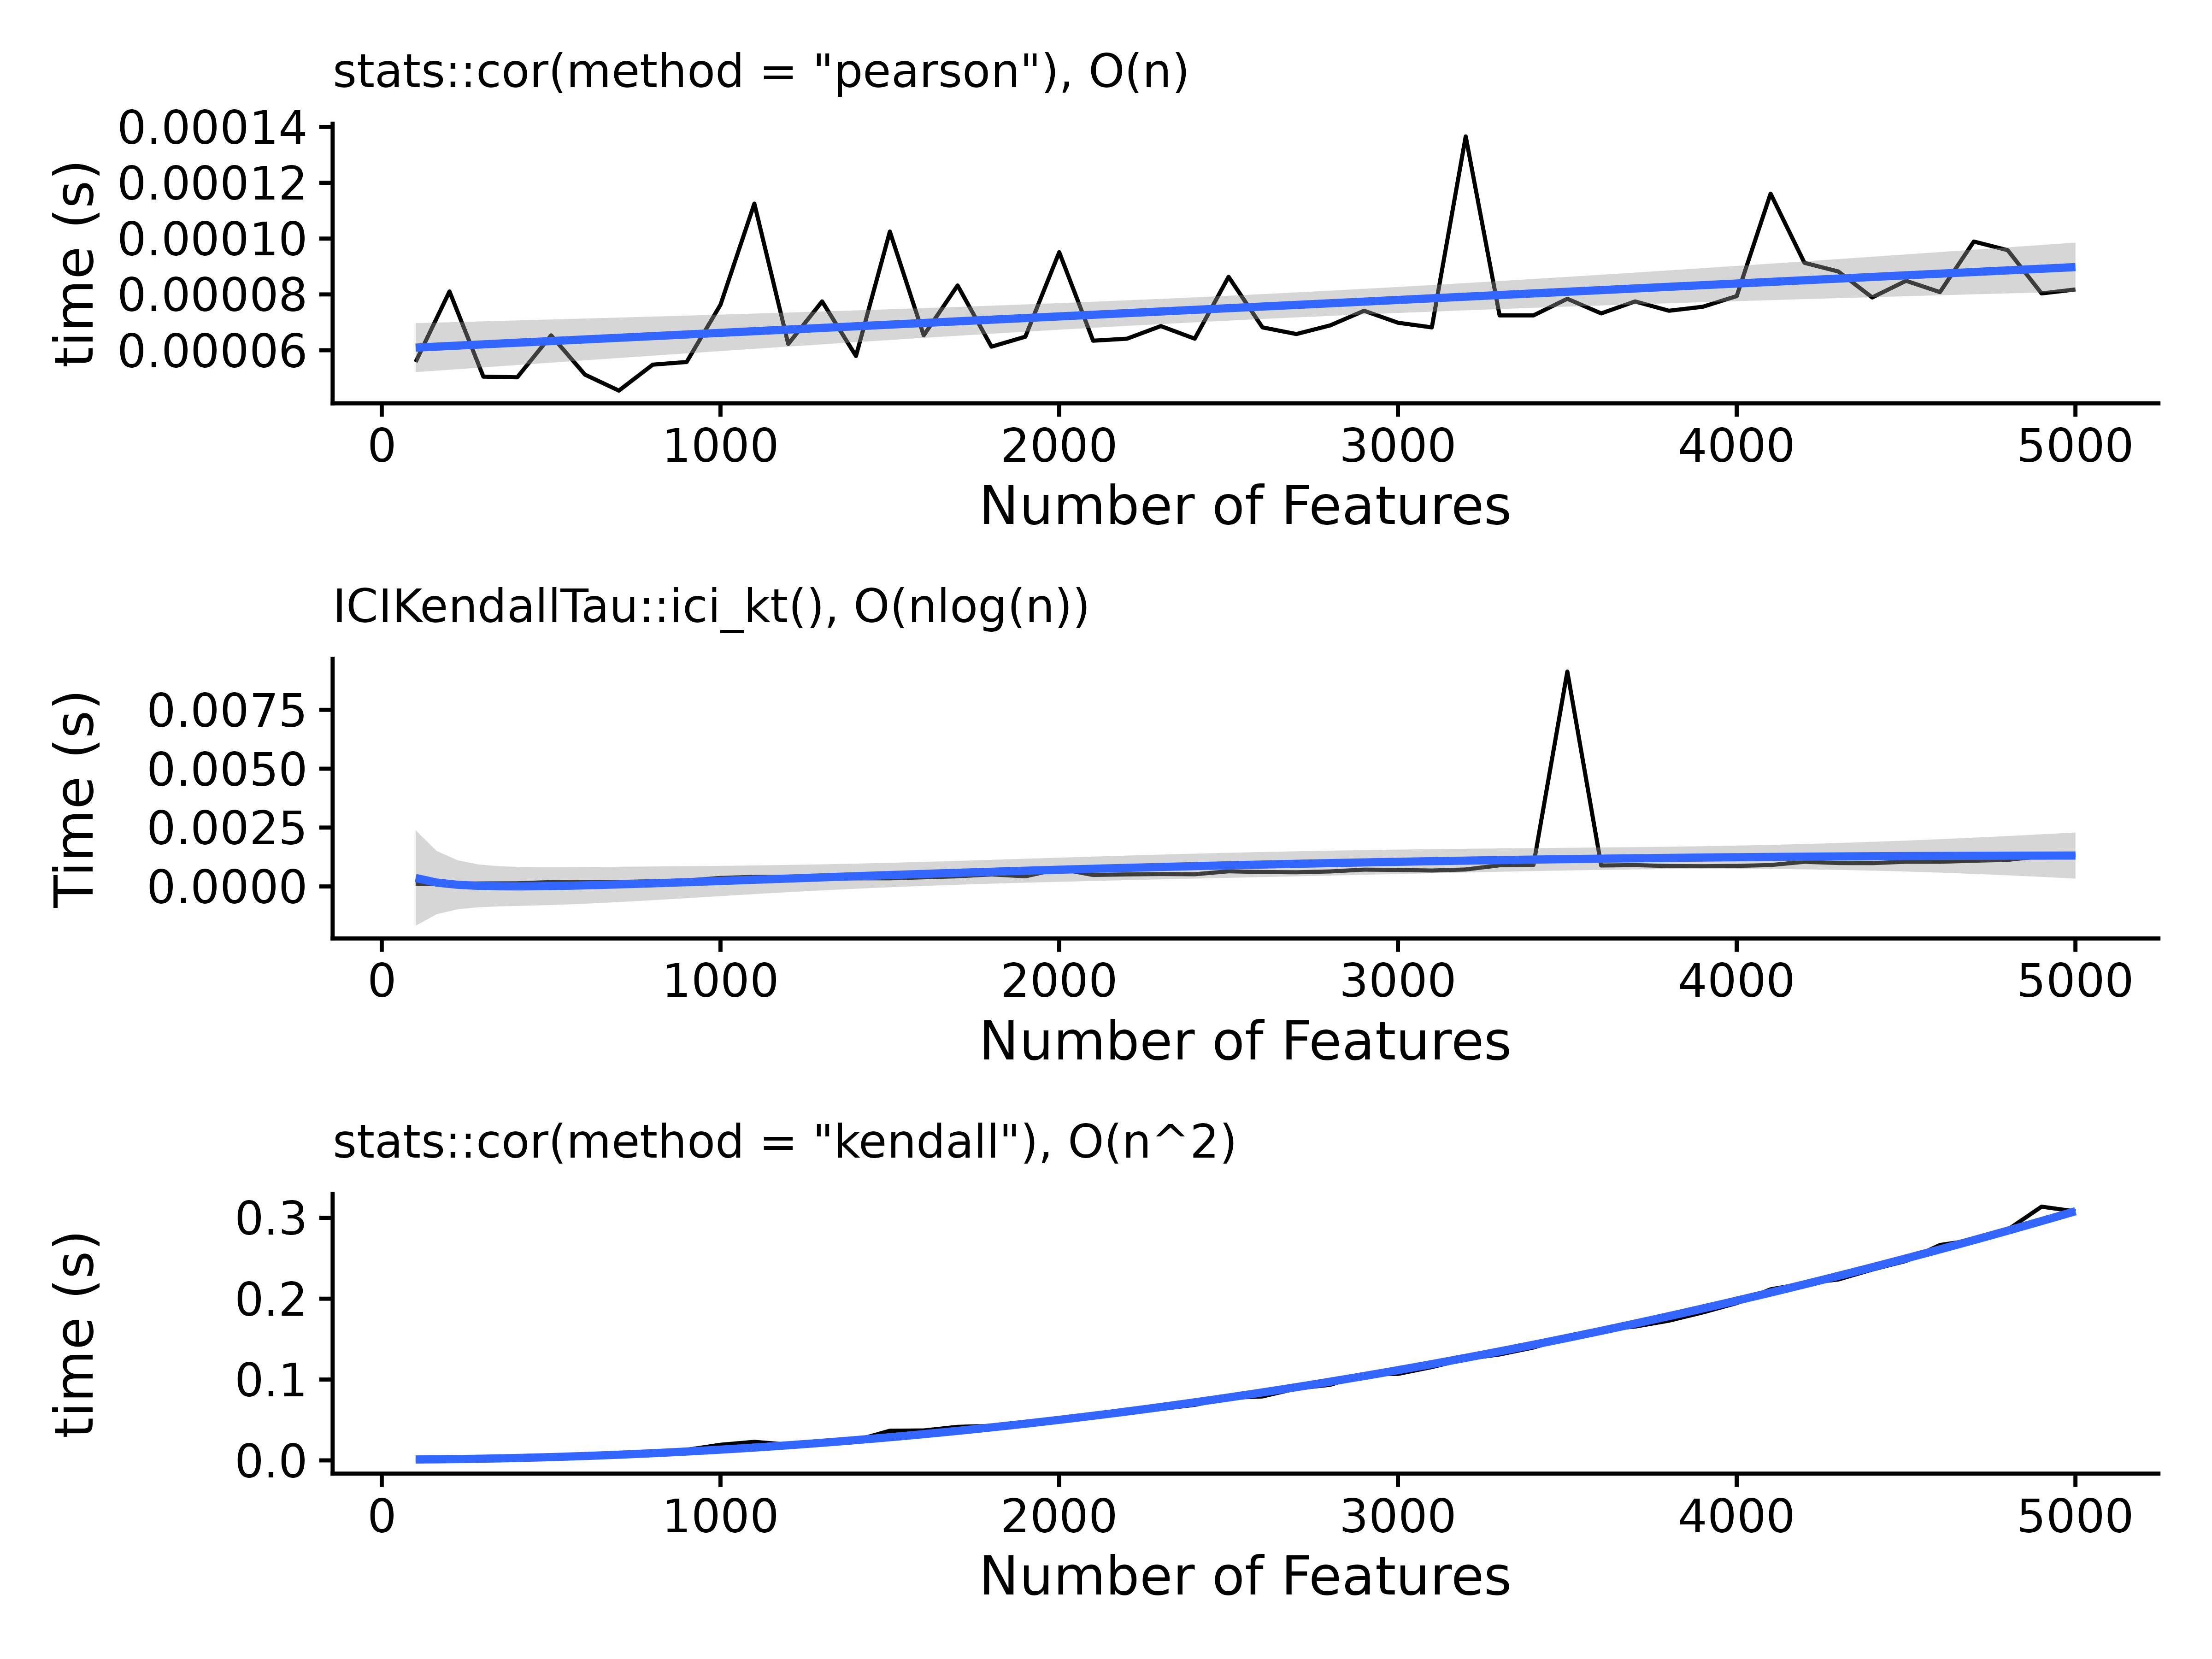 stats::cor(method = "pearson"), O(n)
time (s)
0.00014
0.00012
0.00010
0.00008
0.00006
0 1000 2000 3000 4000 5000
Number of Features
ICIKendallTau::ici_kt(), O(nlog(n))
Time (s)
0.0075
0.0050
0.0025
0.0000
0 1000 2000 3000 4000 5000
Number of Features
stats::cor(method = "kendall"), O(n^2)
time (s)
0.3
0.2
0.1
0.0
0 1000 2000 3000 4000 5000
Number of Features